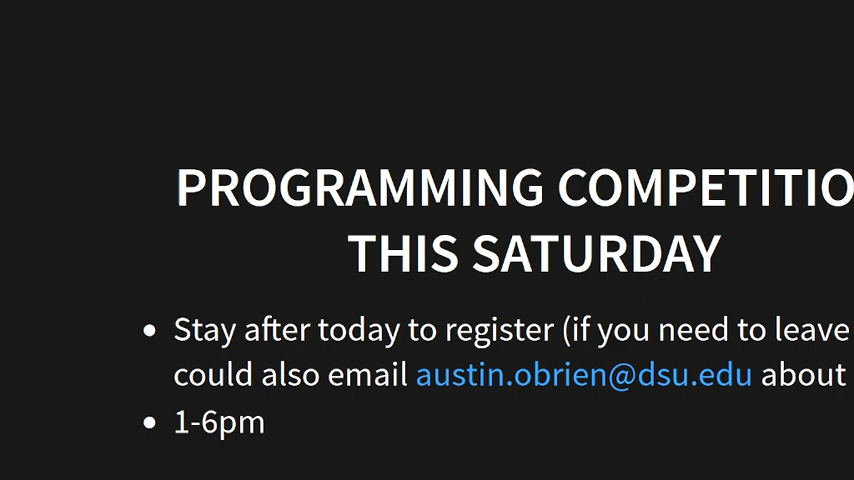 PROGRAMMING COMPETITIO
THIS SATURDAY
• Stay after today to register (if you need to leave
could also email austin.obrien@dsu.edu about
• 1-6pm